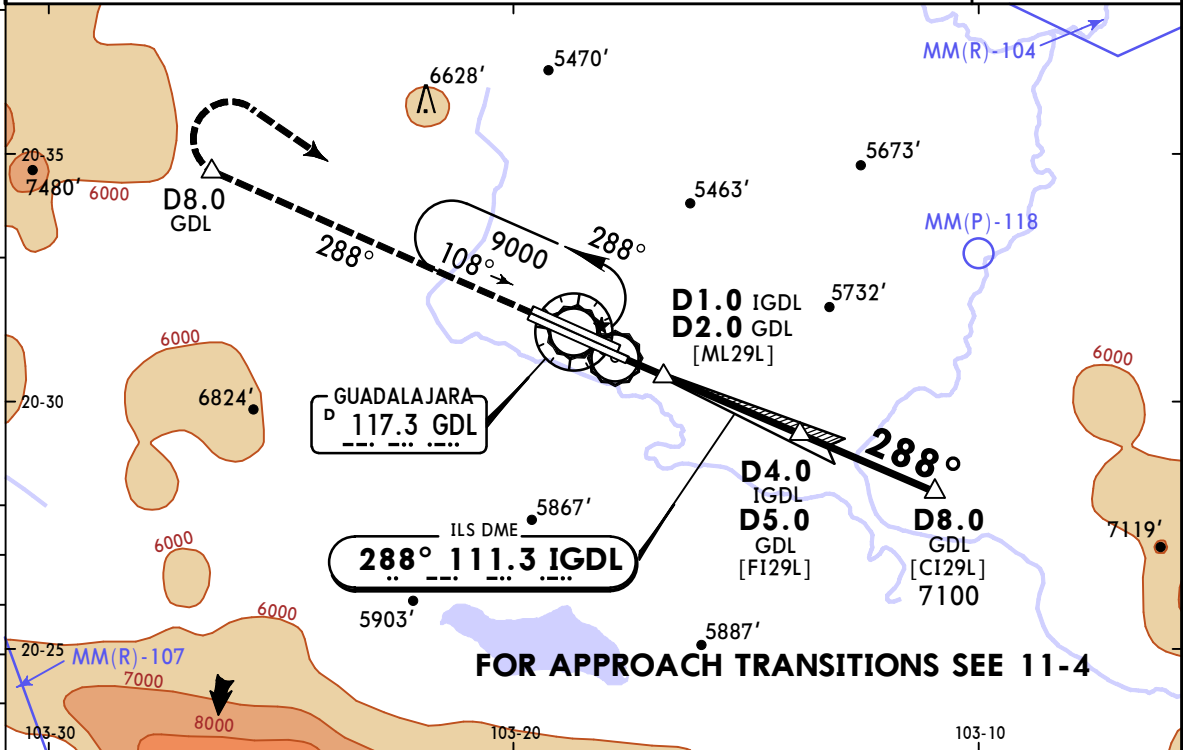 MM(R)-104
5470'
6628'
20-35
7480'
6000
D8.0
GDL
5673'
5463'
MM(P)-118
288°
9000
288°
108°
D1.0 IGDL
D2.0 GDL
[ML29L]
5732'
6000
6000
20-30
6824'
GUADALAJARA
D 117.3 GDL
288°
D4.0
IGDL
D5.0
GDL
[FI29L]
D8.0
GDL
[CI29L]
7100
7119'
5867'
ILS DME
288° 111.3 IGDL
6000
5903'
6000
5887'
20-25
MM(R)-107
FOR APPROACH TRANSITIONS SEE 11-4
7000
8000
103-30
103-20
103-10